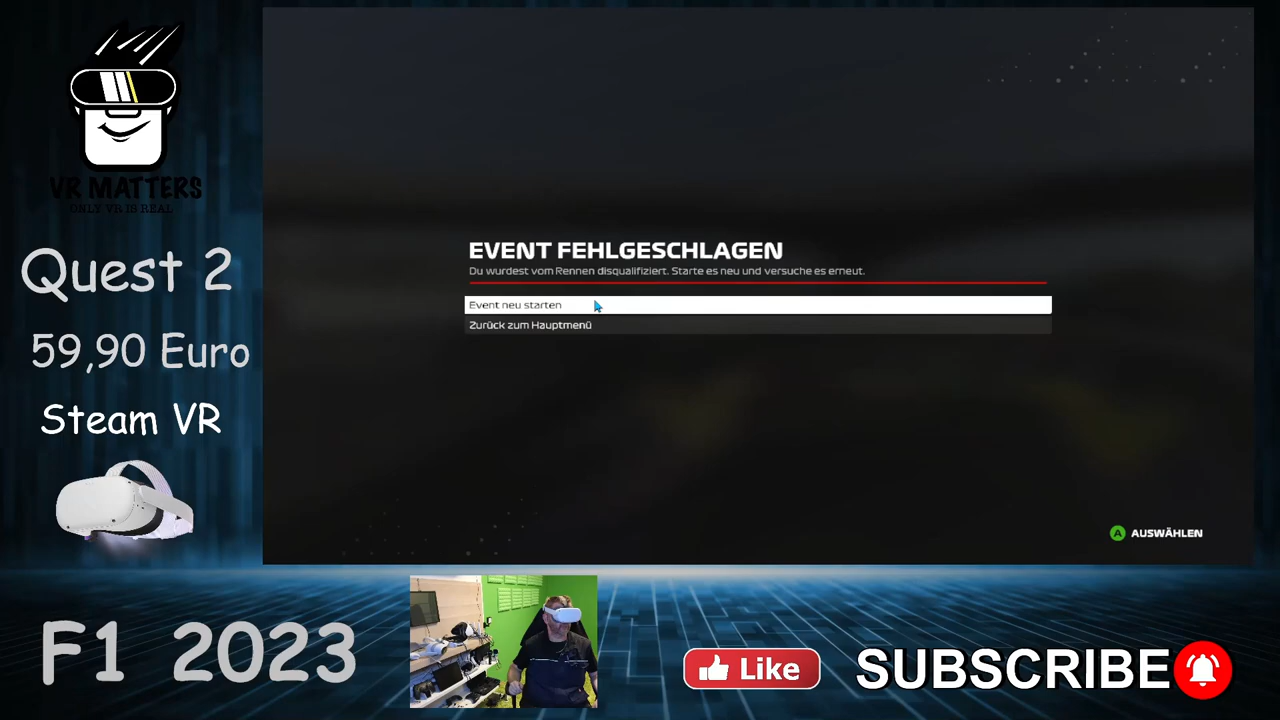 VR MATTERS
ONLY VR IS REAL
Quest 2
59,90 Euro
Steam VR
F1 2023
EVENT FEHLGESCHLAGEN
Du wurdest vom Rennen disqualifiziert. Starte es neu und versuche es erneut.
Event neu starten
Zurück zum Hauptmenü
A AUSWÄHLEN
Like
SUBSCRIBE